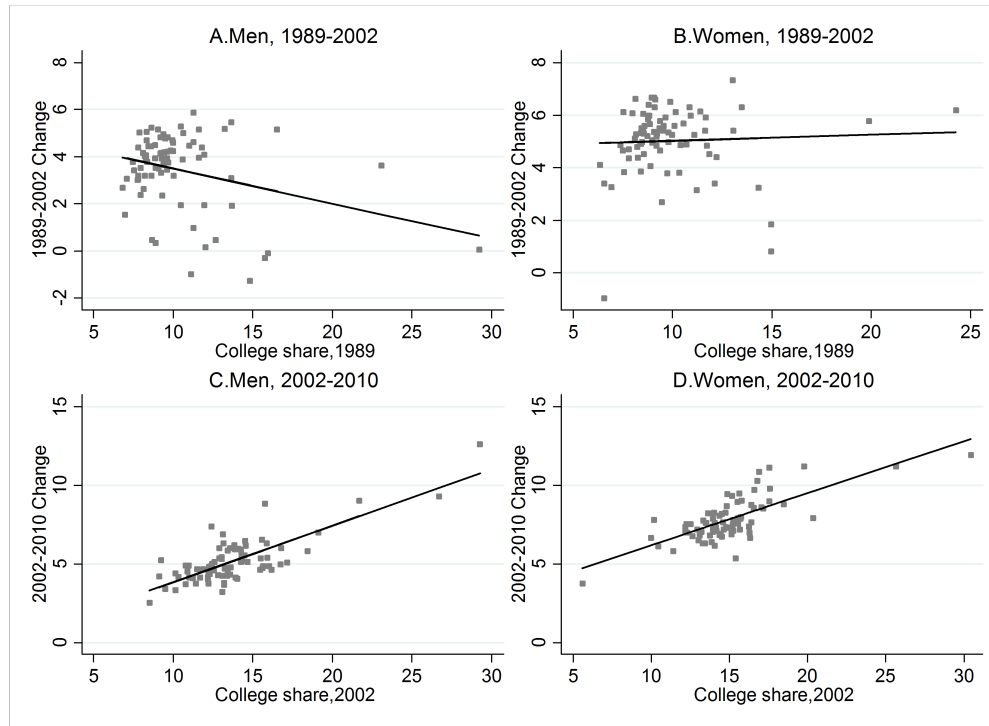 A.Men, 1989-2002
1989-2002 Change
8
6
4
2
0
-2
5 10 15 20 25 30
College share,1989
B.Women, 1989-2002
1989-2002 Change
8
6
4
2
0
5 10 15 20 25
College share,1989
C.Men, 2002-2010
2002-2010 Change
15
10
5
0
5 10 15 20 25 30
College share,2002
D.Women, 2002-2010
2002-2010 Change
15
10
5
0
5 10 15 20 25 30
College share,2002